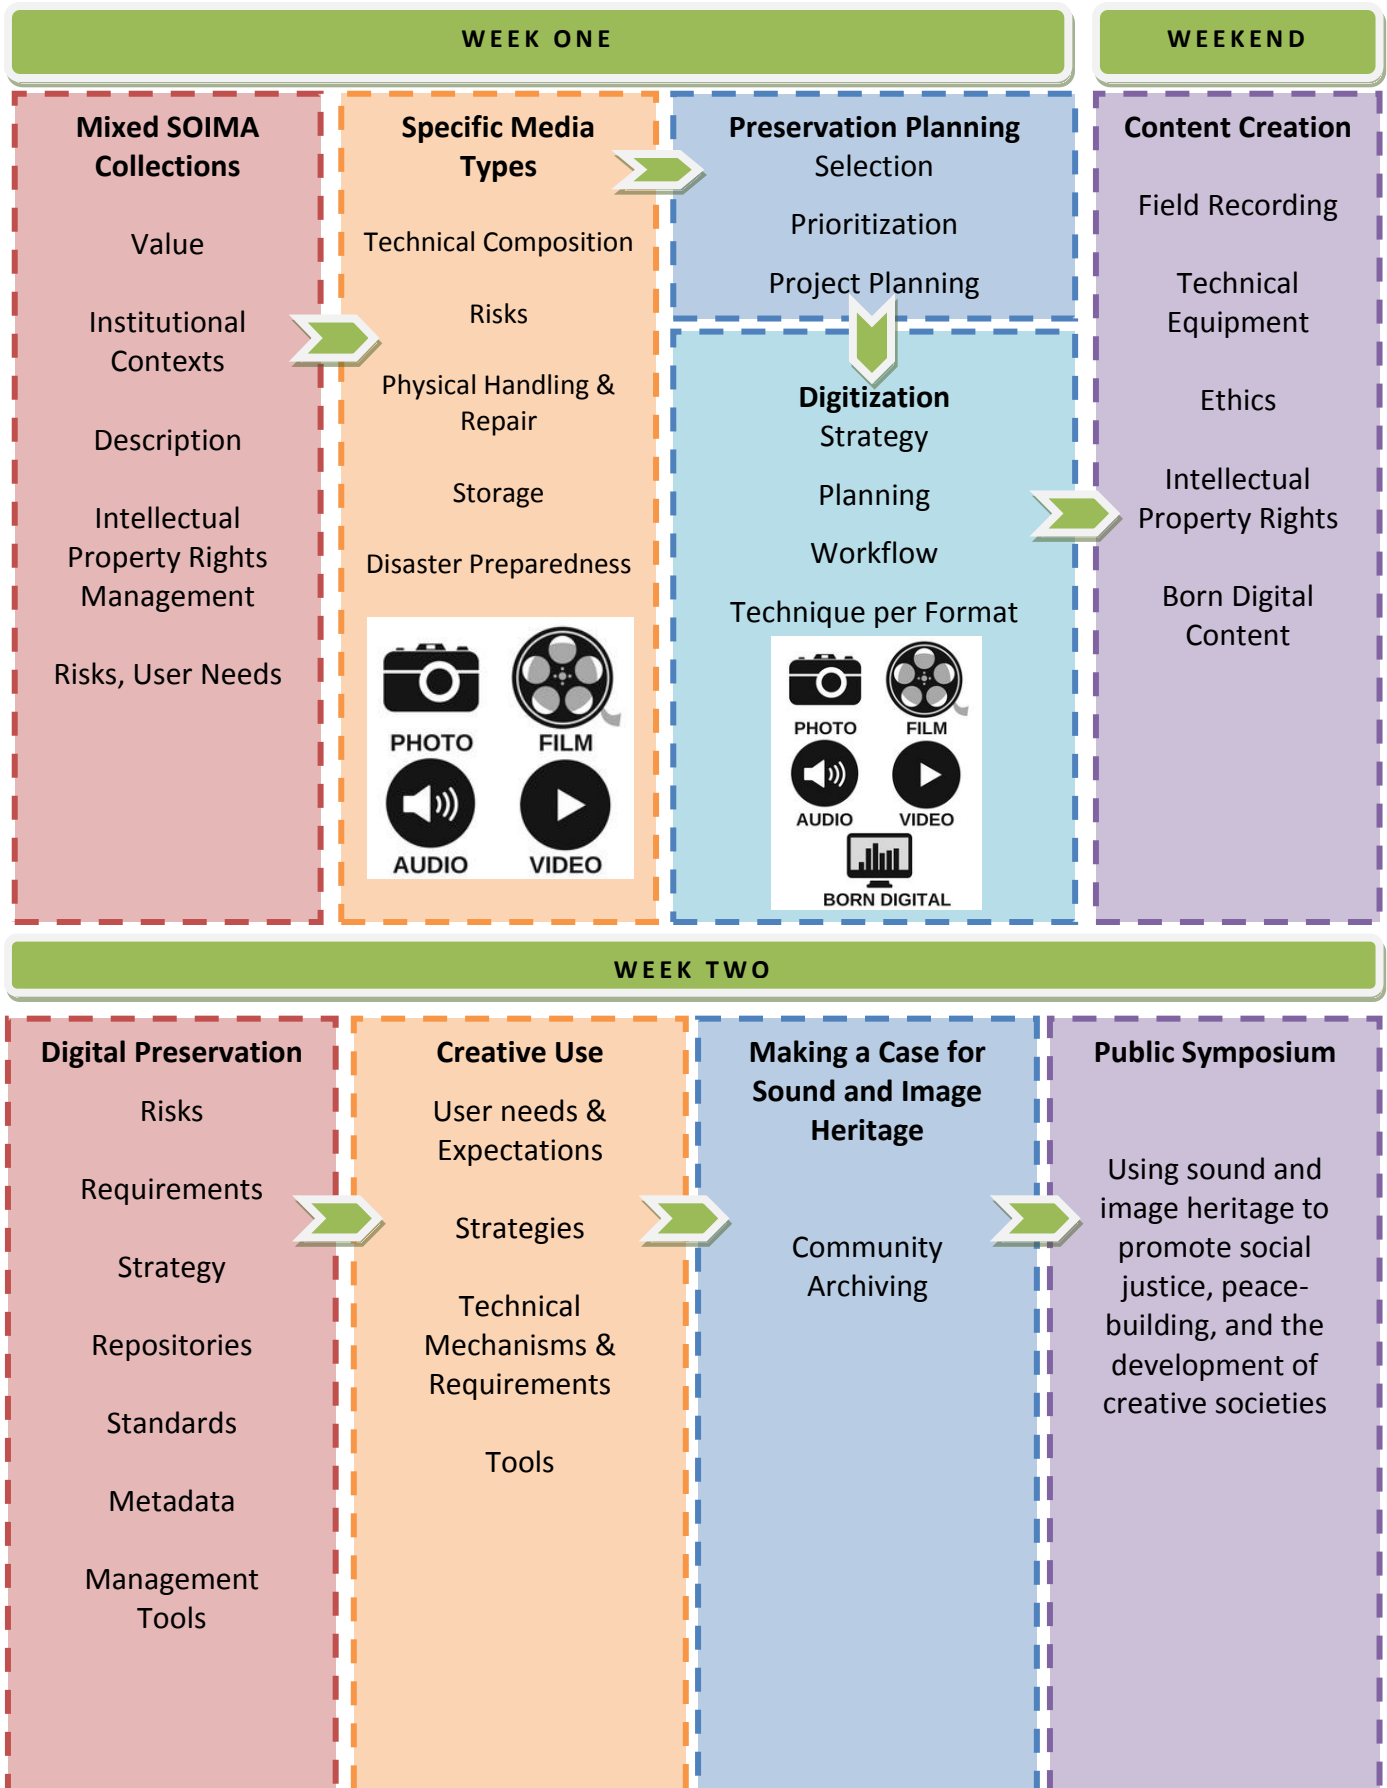 WEEK ONE
WEEKEND
Mixed SOIMA
Collections
Value
Institutional
Contexts
Description
Intellectual
Property Rights
Management
Risks, User Needs
Specific Media
Types
Technical Composition
Risks
Physical Handling &
Repair
Storage
Disaster Preparedness
PHOTO
FILM
AUDIO
VIDEO
Preservation Planning
Selection
Prioritization
Project Planning
Digitization
Strategy
Planning
Workflow
Technique per Format
PHOTO
FILM
AUDIO
VIDEO
BORN DIGITAL
Content Creation
Field Recording
Technical
Equipment
Ethics
Intellectual
Property Rights
Born Digital
Content
WEEK TWO
Digital Preservation
Risks
Requirements
Strategy
Repositories
Standards
Metadata
Management
Tools
Creative Use
User needs &
Expectations
Strategies
Technical
Mechanisms &
Requirements
Tools
Making a Case for
Sound and Image
Heritage
Community
Archiving
Public Symposium
Using sound and
image heritage to
promote social
justice, peace-
building, and the
development of
creative societies